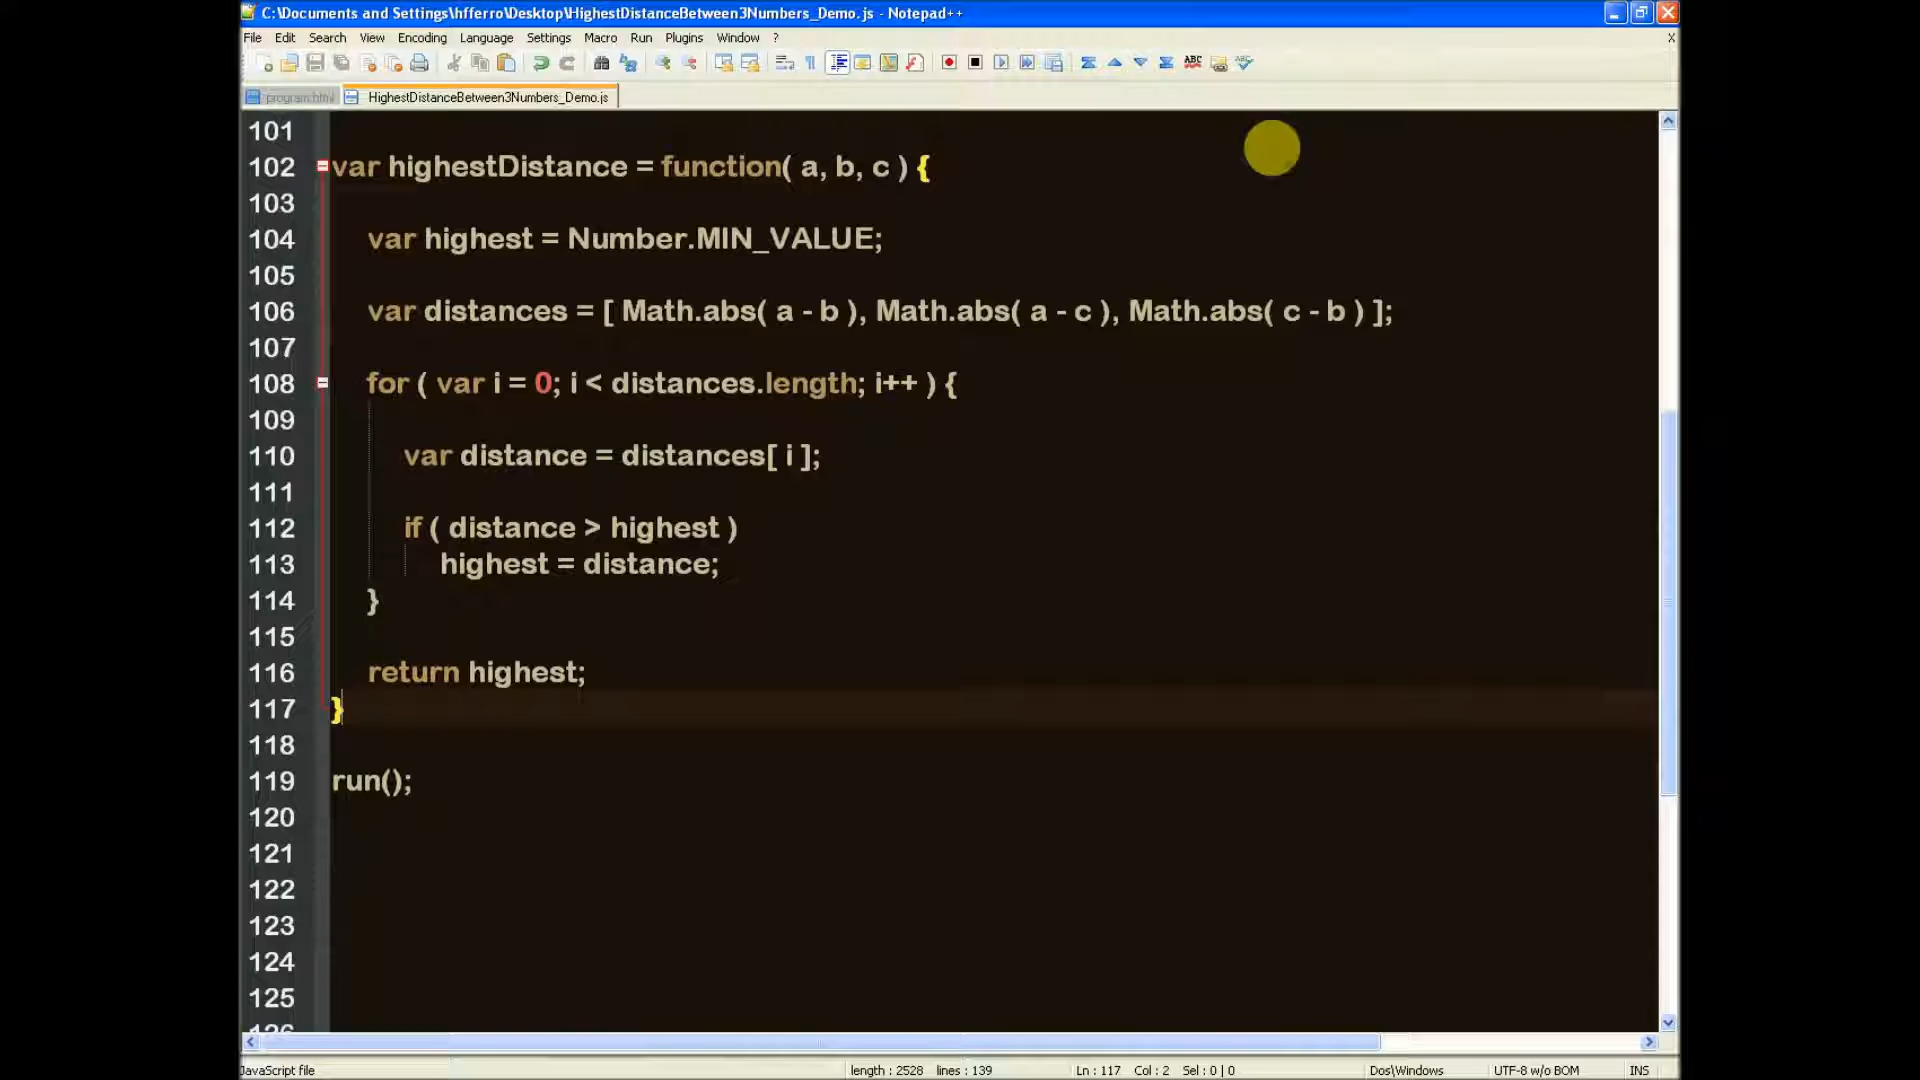 C:\Documents and Settings\hfferro\Desktop\HighestDistanceBetween3Numbers_Demo.js - Notepad++
File Edit Search View Encoding Language Settings Macro Run Plugins Window ? X
ABC
program.html HighestDistanceBetween3Numbers_Demo.js
101
102 var highestDistance = function( a, b, c ) {
103
104 var highest = Number.MIN_VALUE;
105
106 var distances = [ Math.abs( a - b ), Math.abs( a - c ), Math.abs( c - b ) ];
107
108 for ( var i = 0; i < distances.length; i++ ) {
109
110 var distance = distances[ i ];
111
112 if ( distance > highest )
113 highest = distance;
114 }
115
116 return highest;
117 }
118
119 run();
120
121
122
123
124
125
126
JavaScript file length : 2528 lines : 139 Ln : 117 Col : 2 Sel : 0 | 0 Dos\Windows UTF-8 w/o BOM INS